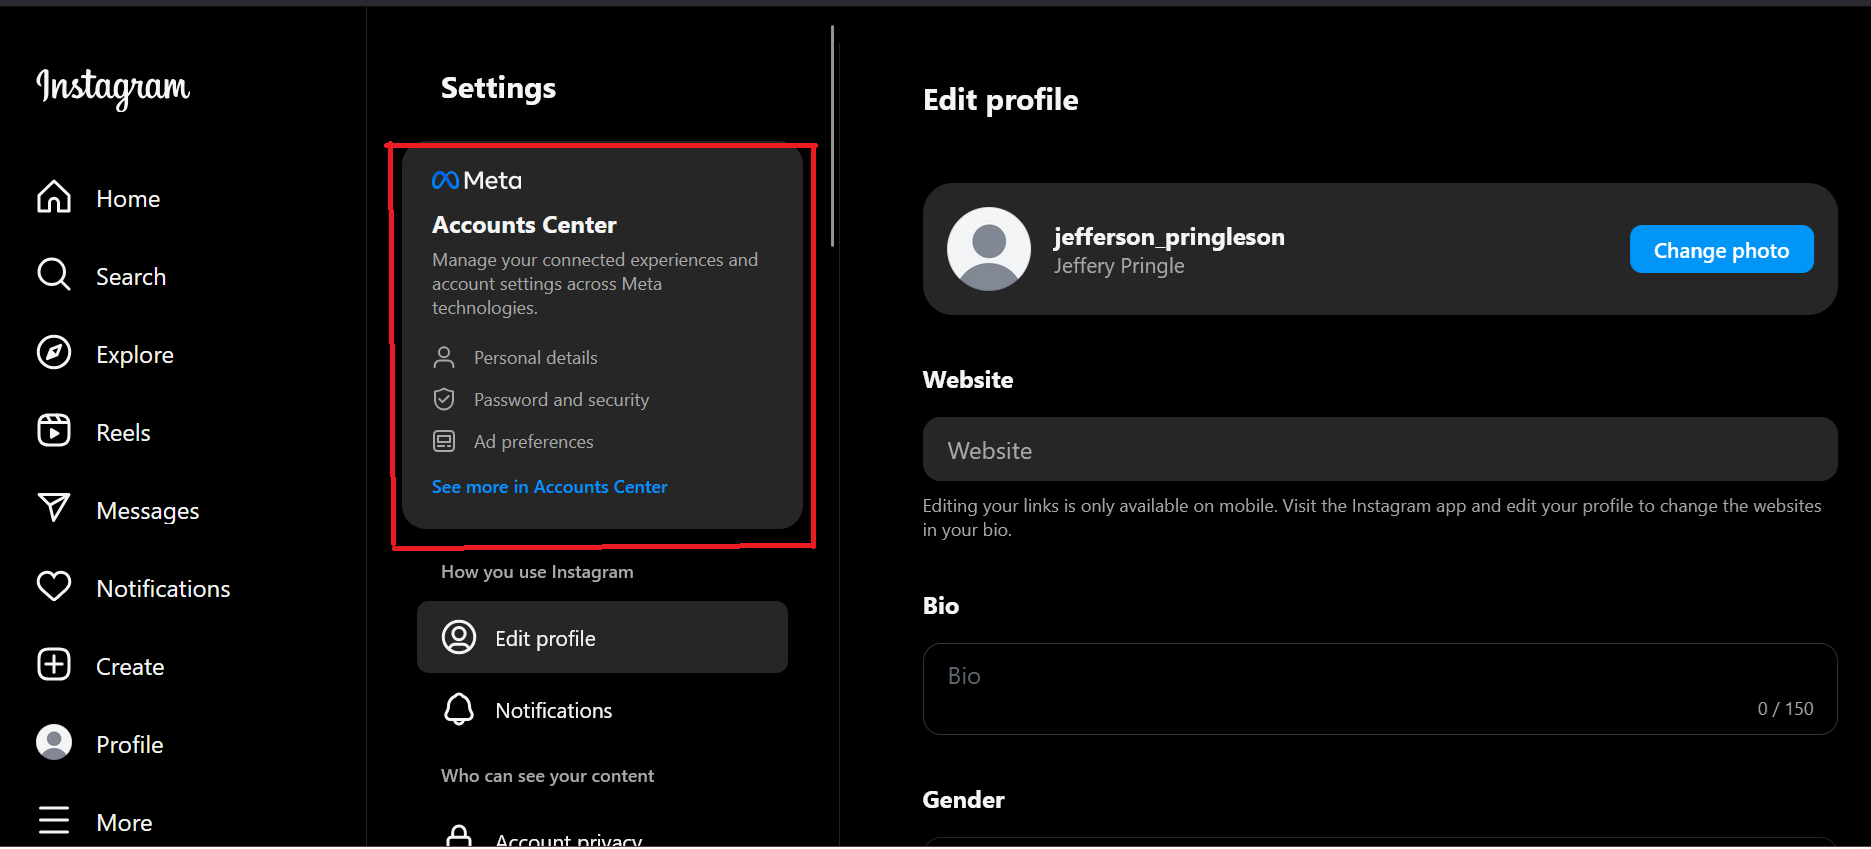 Instagram
Home
Search
Explore
Reels
Messages
Notifications
Create
Profile
More
Settings
Meta
Accounts Center
Manage your connected experiences and
account settings across Meta
technologies.
Personal details
Password and security
Ad preferences
See more in Accounts Center
How you use Instagram
Edit profile
Notifications
Who can see your content
Account privacy
Edit profile
jefferson_pringleson
Jeffery Pringle
Change photo
Website
Website
Editing your links is only available on mobile. Visit the Instagram app and edit your profile to change the websites
in your bio.
Bio
Bio
0 / 150
Gender